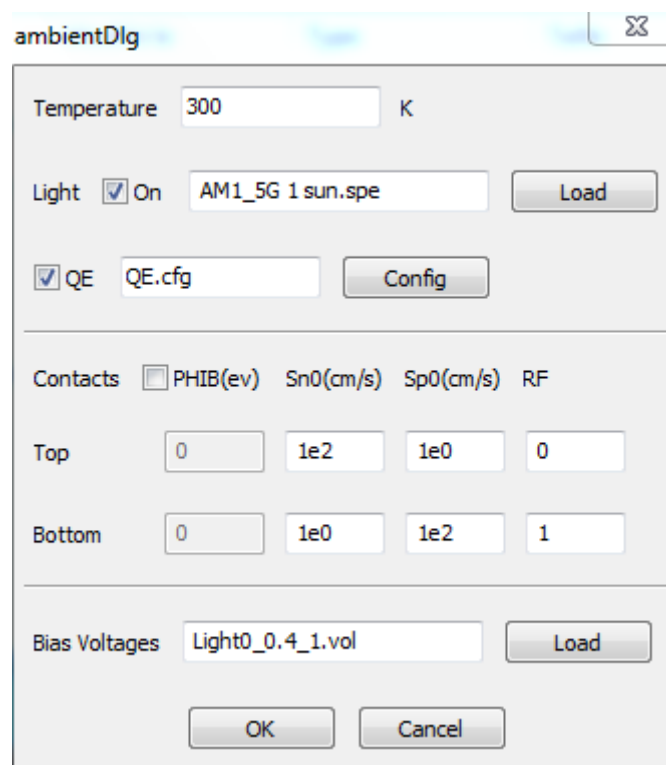 ambientDlg
Temperature 300 K
Light On AM1_5G 1 sun.spe Load
QE QE.cfg Config
Contacts PHIB(ev) Sn0(cm/s) Sp0(cm/s) RF
Top 0 1e2 1e0 0
Bottom 0 1e0 1e2 1
Bias Voltages Light0_0.4_1.vol Load
OK Cancel